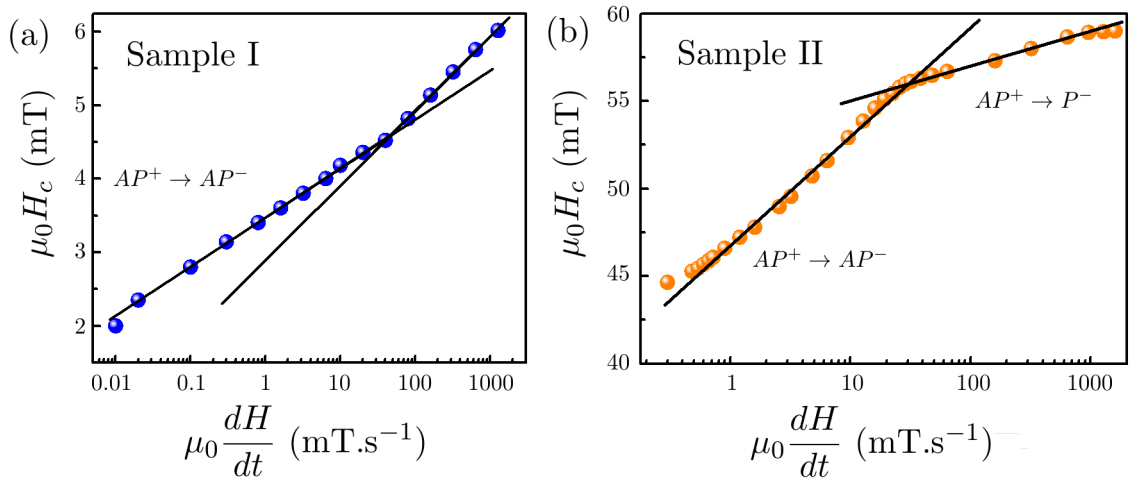 (a)
Sample I
6
5
4
3
2
μ₀H_c (mT)
AP⁺ → AP⁻
0.01 0.1 1 10 100 1000
μ₀ dH/dt (mT.s⁻¹)
(b)
Sample II
60
55
50
45
40
μ₀H_c (mT)
AP⁺ → P⁻
AP⁺ → AP⁻
1 10 100 1000
μ₀ dH/dt (mT.s⁻¹)